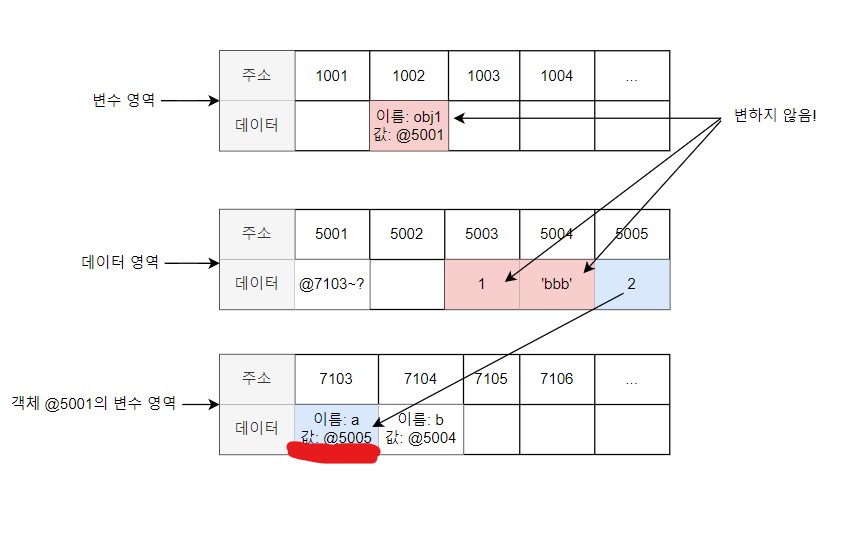 주소 1001 1002 1003 1004 ...
변수 영역
변하지 않음!
데이터 이름: obj1
값: @5001
주소 5001 5002 5003 5004 5005
데이터 영역
데이터 @7103~? 1 'bbb' 2
주소 7103 7104 7105 7106 ...
객체 @5001의 변수 영역
데이터 이름: a 이름: b
값: @5005 값: @5004